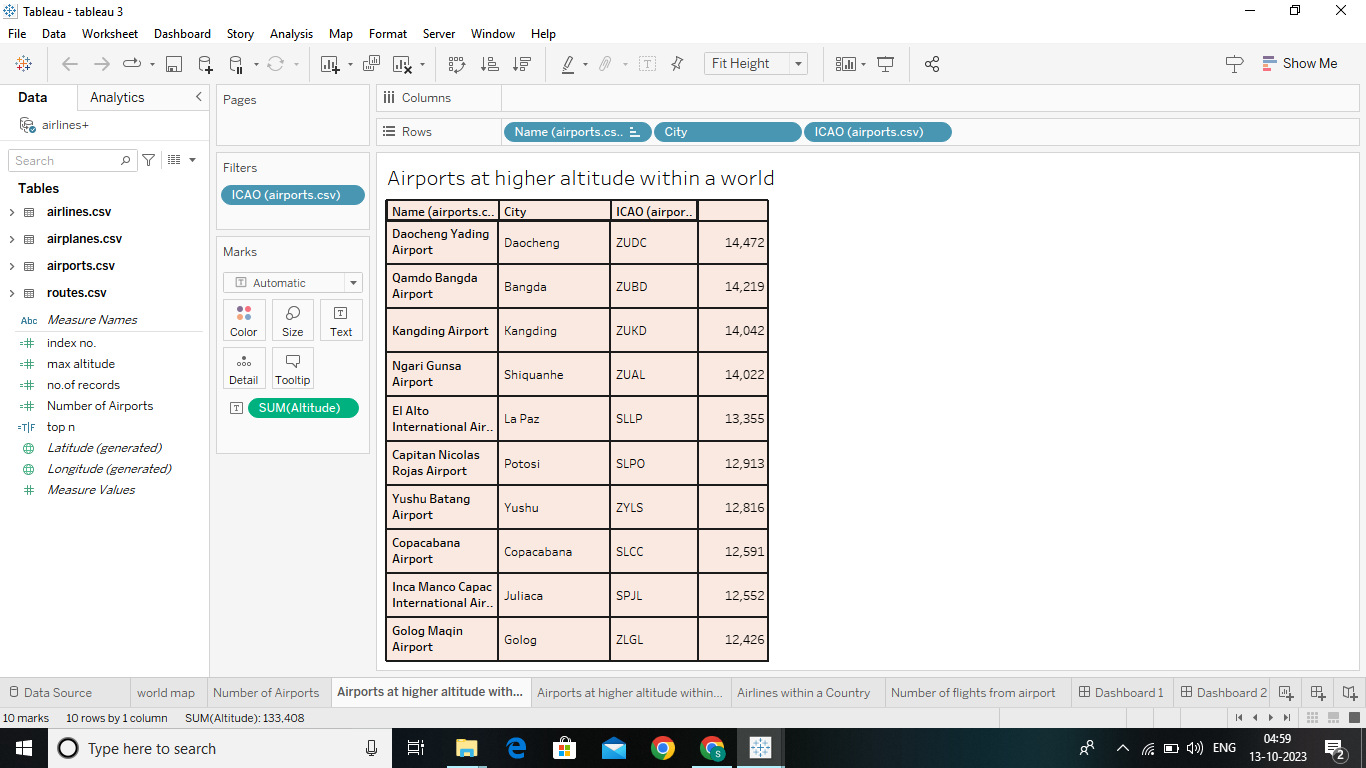 Tableau - tableau 3
File Data Worksheet Dashboard Story Analysis Map Format Server Window Help
Fit Height
Show Me
Data Analytics
airlines+
Search
Tables
airlines.csv
airplanes.csv
airports.csv
routes.csv
Abc Measure Names
index no.
max altitude
no.of records
Number of Airports
T|F top n
Latitude (generated)
Longitude (generated)
Measure Values
Pages
Filters
ICAO (airports.csv)
Marks
Automatic
Color Size Text
Detail Tooltip
SUM(Altitude)
Columns
Rows Name (airports.cs.. City ICAO (airports.csv)
Airports at higher altitude within a world
Name (airports.c.. City ICAO (airpor..
Daocheng Yading
Airport Daocheng ZUDC 14,472
Qamdo Bangda
Airport Bangda ZUBD 14,219
Kangding Airport Kangding ZUKD 14,042
Ngari Gunsa
Airport Shiquanhe ZUAL 14,022
El Alto
International Air.. La Paz SLLP 13,355
Capitan Nicolas
Rojas Airport Potosi SLPO 12,913
Yushu Batang
Airport Yushu ZYLS 12,816
Copacabana
Airport Copacabana SLCC 12,591
Inca Manco Capac
International Air.. Juliaca SPJL 12,552
Golog Maqin
Airport Golog ZLGL 12,426
Data Source world map Number of Airports Airports at higher altitude with... Airports at higher altitude within... Airlines within a Country Number of flights from airport Dashboard 1 Dashboard 2
10 marks 10 rows by 1 column SUM(Altitude): 133,408
Type here to search
ENG
04:59
13-10-2023
2